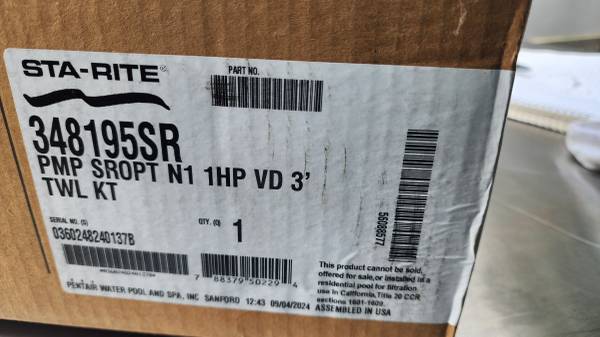 STA-RITE®
PART NO.
348195SR
PMP SROPT N1 1HP VD 3'
TWL KT
SERIAL NO. (S)
QTY. (Q)
0360248240137B
1
56088577
7 88379 50229 4
This product cannot be sold,
offered for sale, or installed in a
residential pool for filtration
use in California, Title 20 CCR
sections 1601-1609.
PENTAIR WATER POOL AND SPA, INC SANFORD 12:43 09/04/2024
ASSEMBLED IN USA